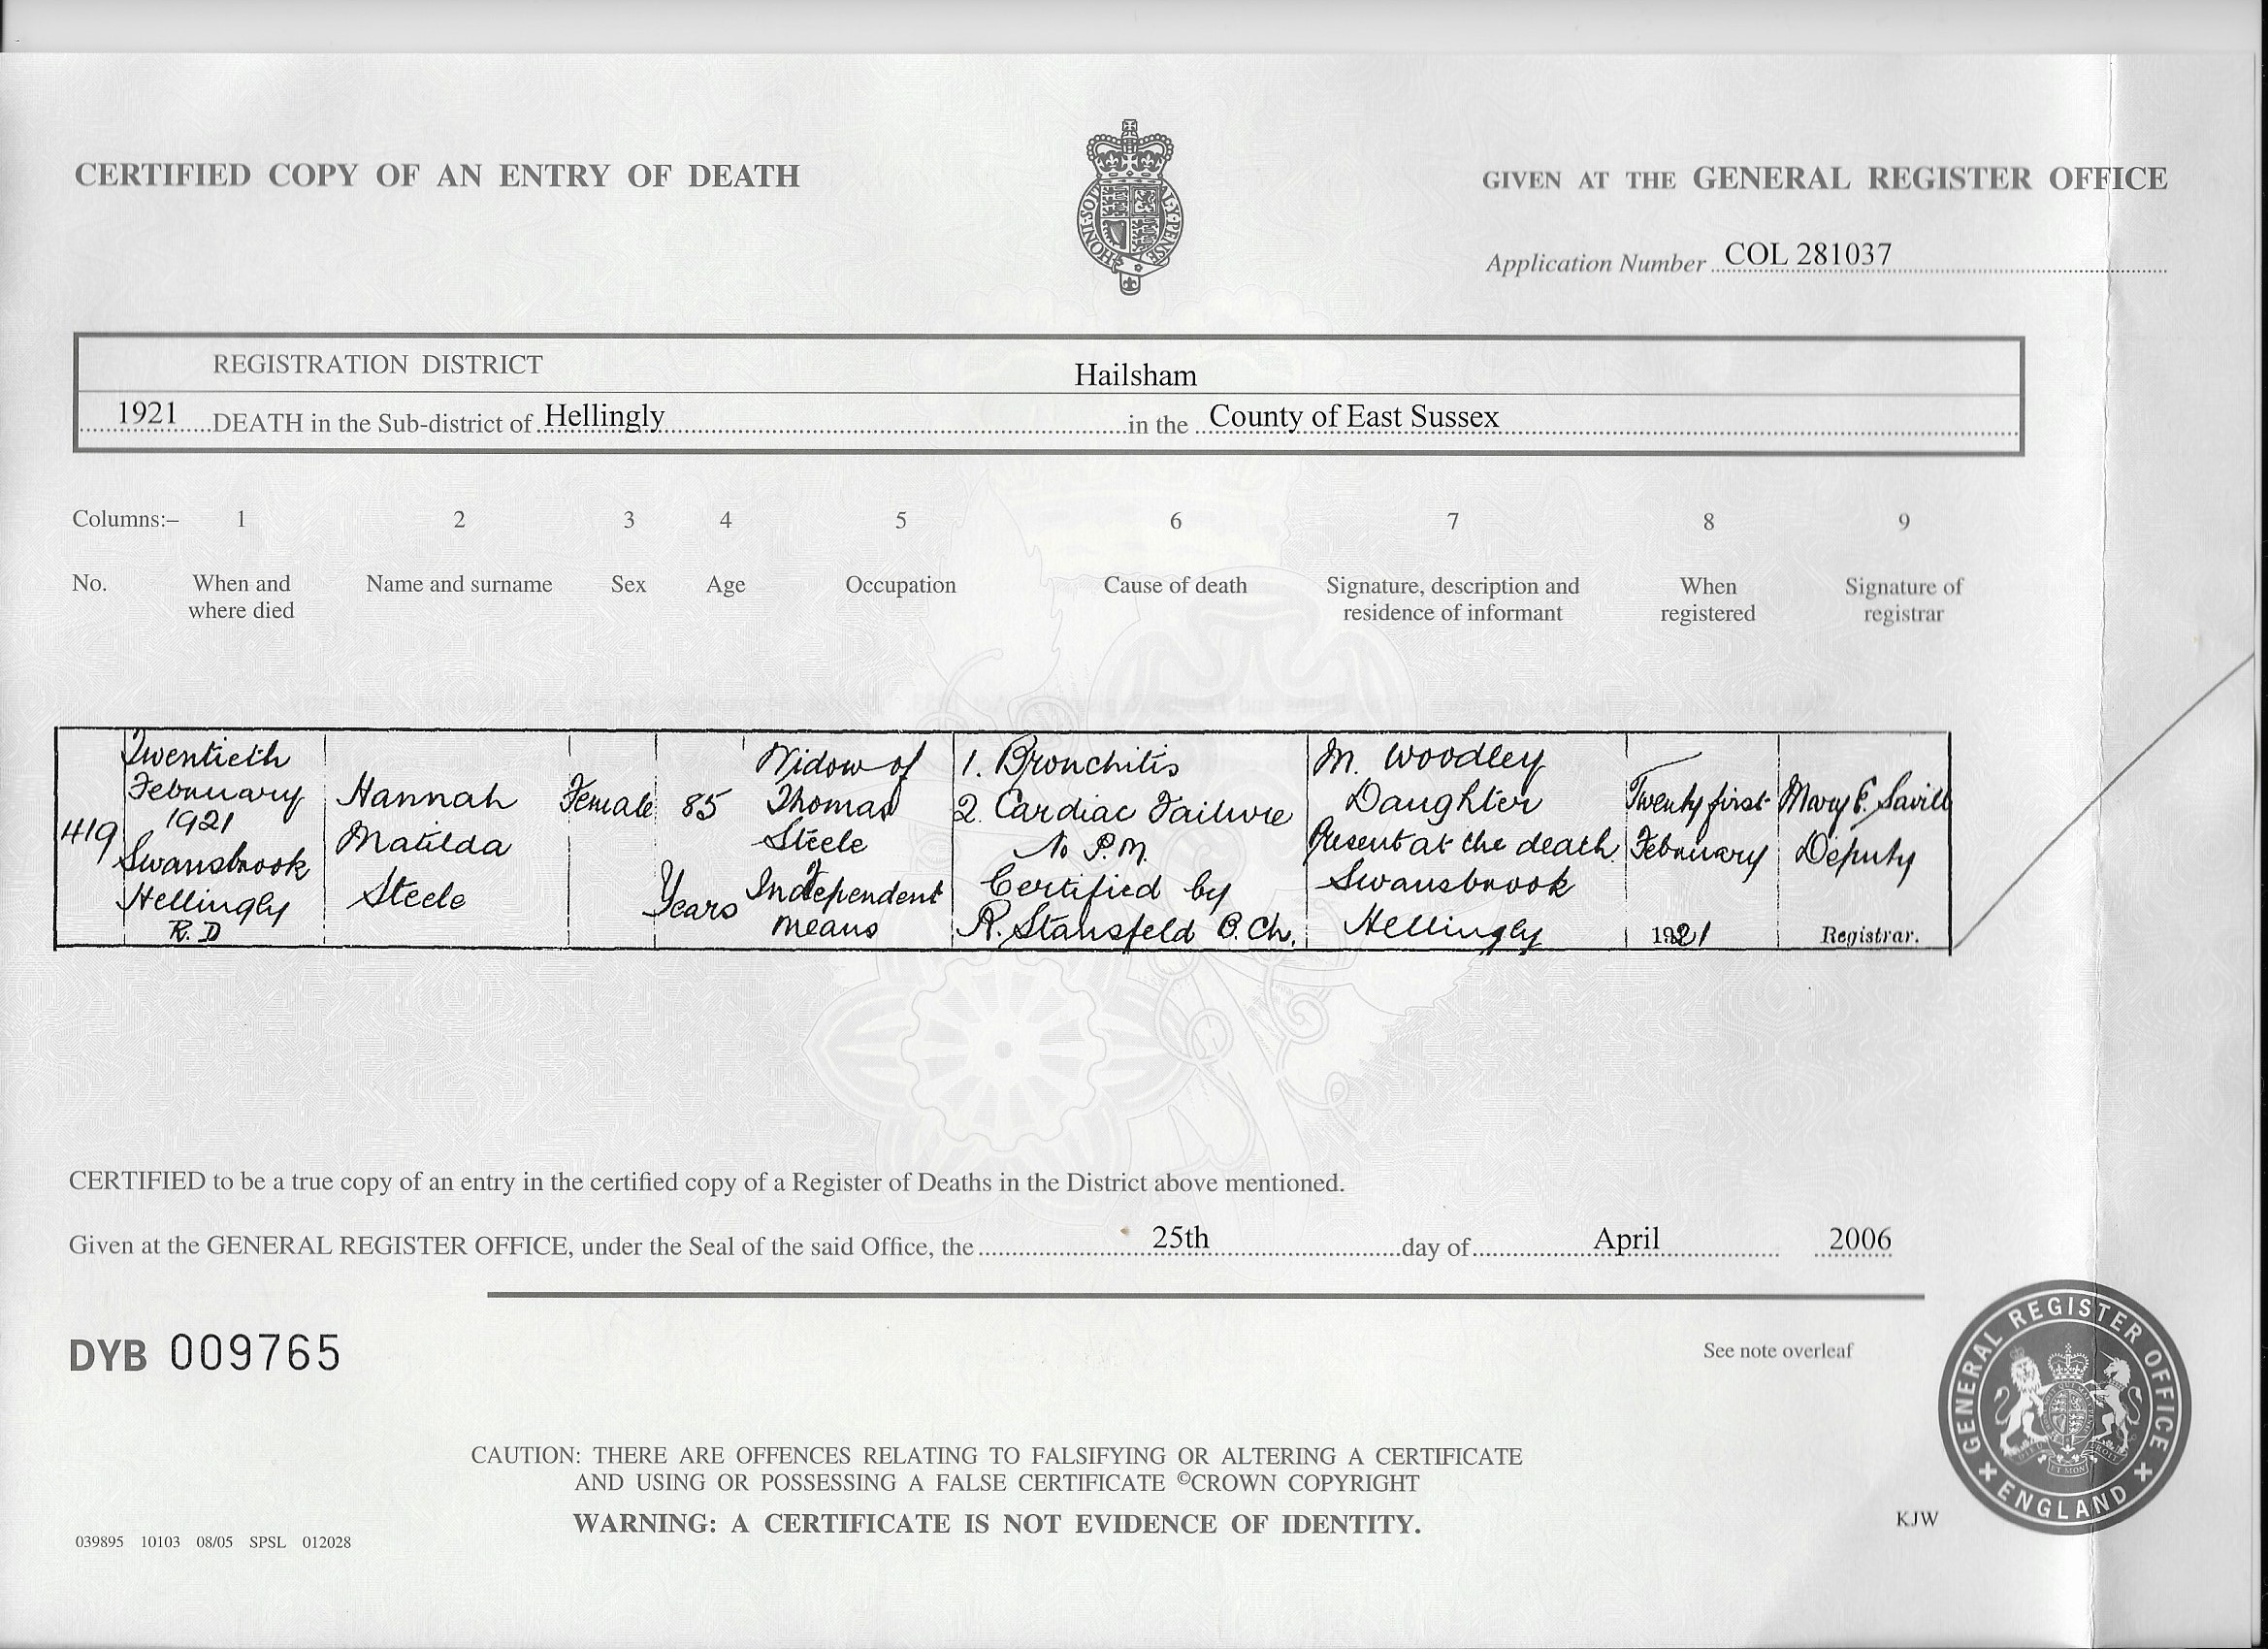 CERTIFIED COPY OF AN ENTRY OF DEATH
GIVEN AT THE GENERAL REGISTER OFFICE
Application Number COL 281037
REGISTRATION DISTRICT Hailsham
1921 DEATH in the Sub-district of Hellingly in the County of East Sussex
Columns:– 1 2 3 4 5 6 7 8 9
No. When and where died
Name and surname
Sex
Age
Occupation
Cause of death
Signature, description and
residence of informant
When
registered
Signature of
registrar
419
Twentieth
February
1921
Swansbrook
Hellingly
R.D
Hannah
Matilda
Steele
Female
85
Years
Widow of
Thomas
Steele
of
Independent
means
1. Bronchitis
2. Cardiac Failure
No P.M.
Certified by
R. Stansfeld B.Ch.
M. Woodley
Daughter
Present at the death
Swansbrook
Hellingly
Twenty first
February
1921
Mary E. Savill
Deputy
Registrar.
CERTIFIED to be a true copy of an entry in the certified copy of a Register of Deaths in the District above mentioned.
Given at the GENERAL REGISTER OFFICE, under the Seal of the said Office, the 25th day of April 2006
DYB 009765
See note overleaf
CAUTION: THERE ARE OFFENCES RELATING TO FALSIFYING OR ALTERING A CERTIFICATE
AND USING OR POSSESSING A FALSE CERTIFICATE ©CROWN COPYRIGHT
WARNING: A CERTIFICATE IS NOT EVIDENCE OF IDENTITY.
039895 10103 08/05 SPSL 012028
KJW
GENERAL REGISTER OFFICE
ENGLAND